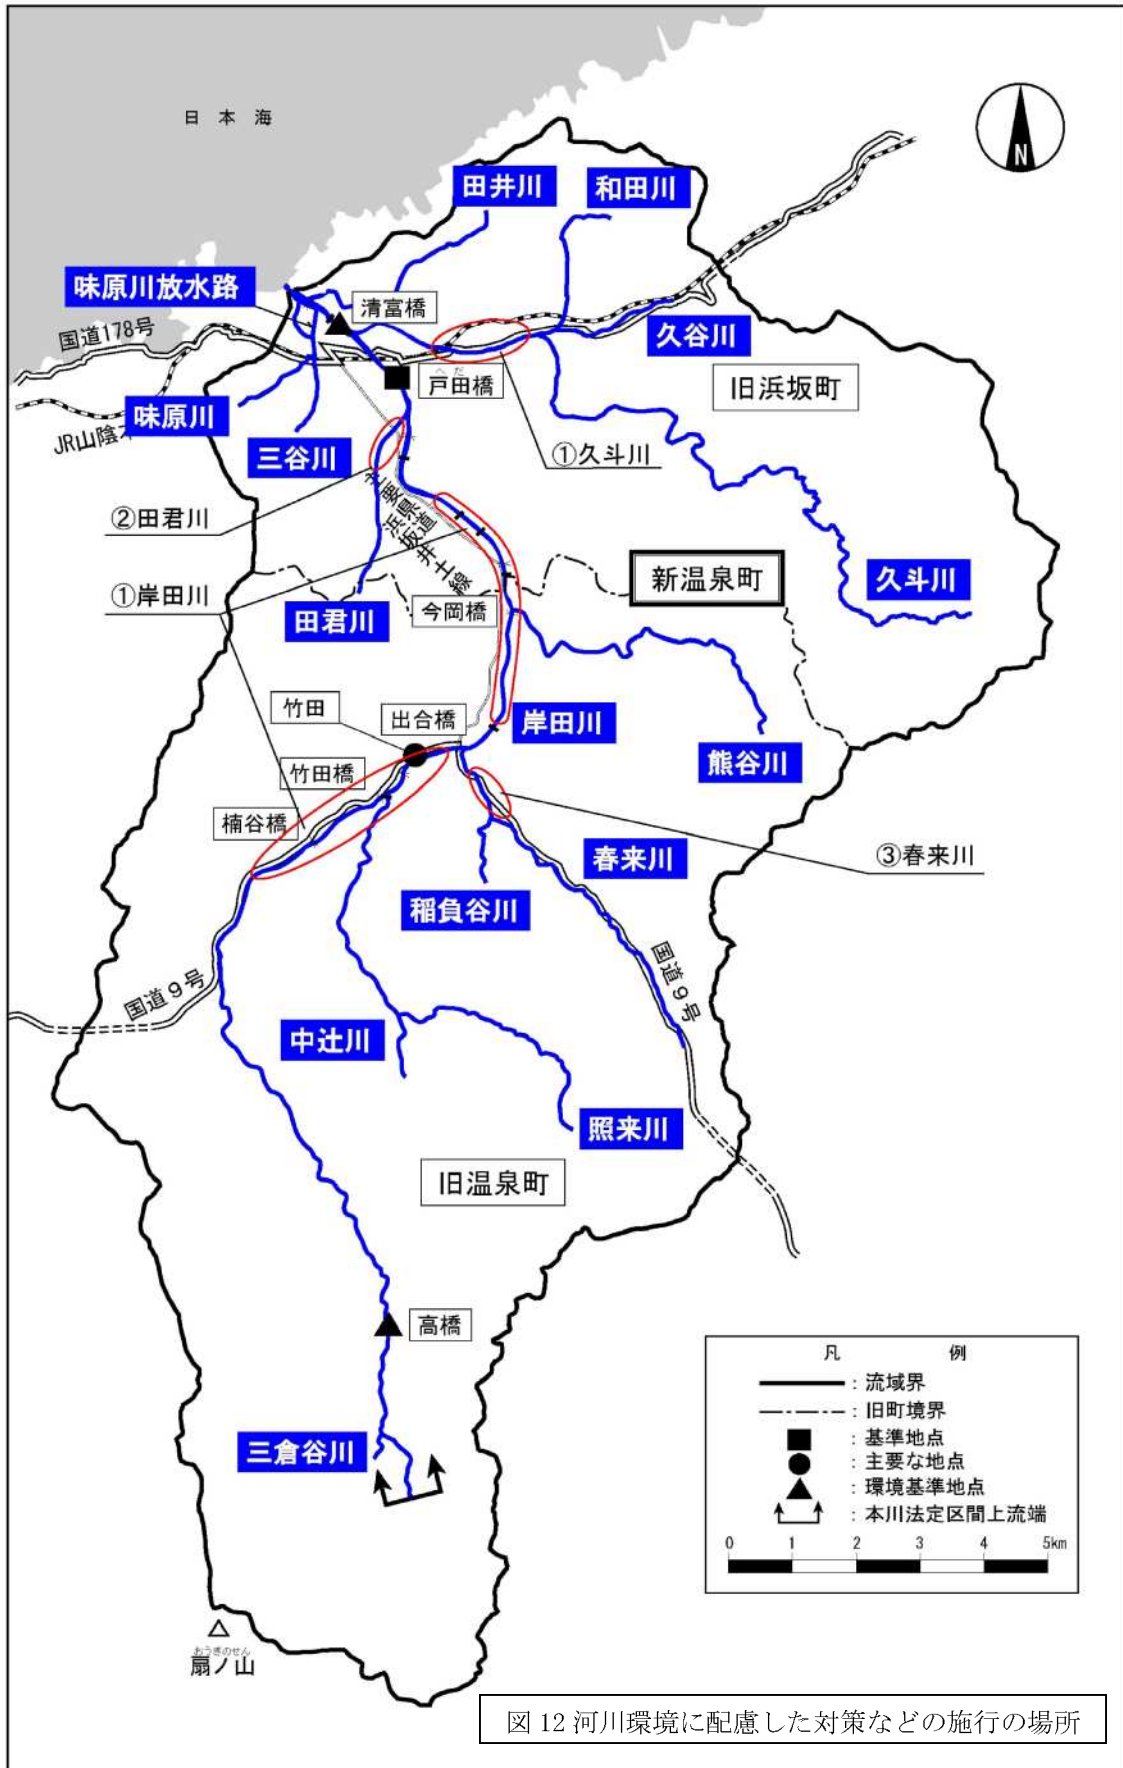 日本海
N
田井川
和田川
味原川放水路
清富橋
国道178号
久谷川
旧浜坂町
へだ
戸田橋
味原川
JR山陰本
三谷川
①久斗川
②田君川
主要県道
浜坂井土線
新温泉町
久斗川
①岸田川
田君川
今岡橋
竹田
出合橋
岸田川
熊谷川
竹田橋
楠谷橋
春来川
③春来川
稲負谷川
国道9号
国道9号
中辻川
照来川
旧温泉町
高橋
三倉谷川
凡例
：流域界
：旧町境界
：基準地点
：主要な地点
：環境基準地点
：本川法定区間上流端
0 1 2 3 4 5km
おうぎのせん
扇ノ山
図12 河川環境に配慮した対策などの施行の場所